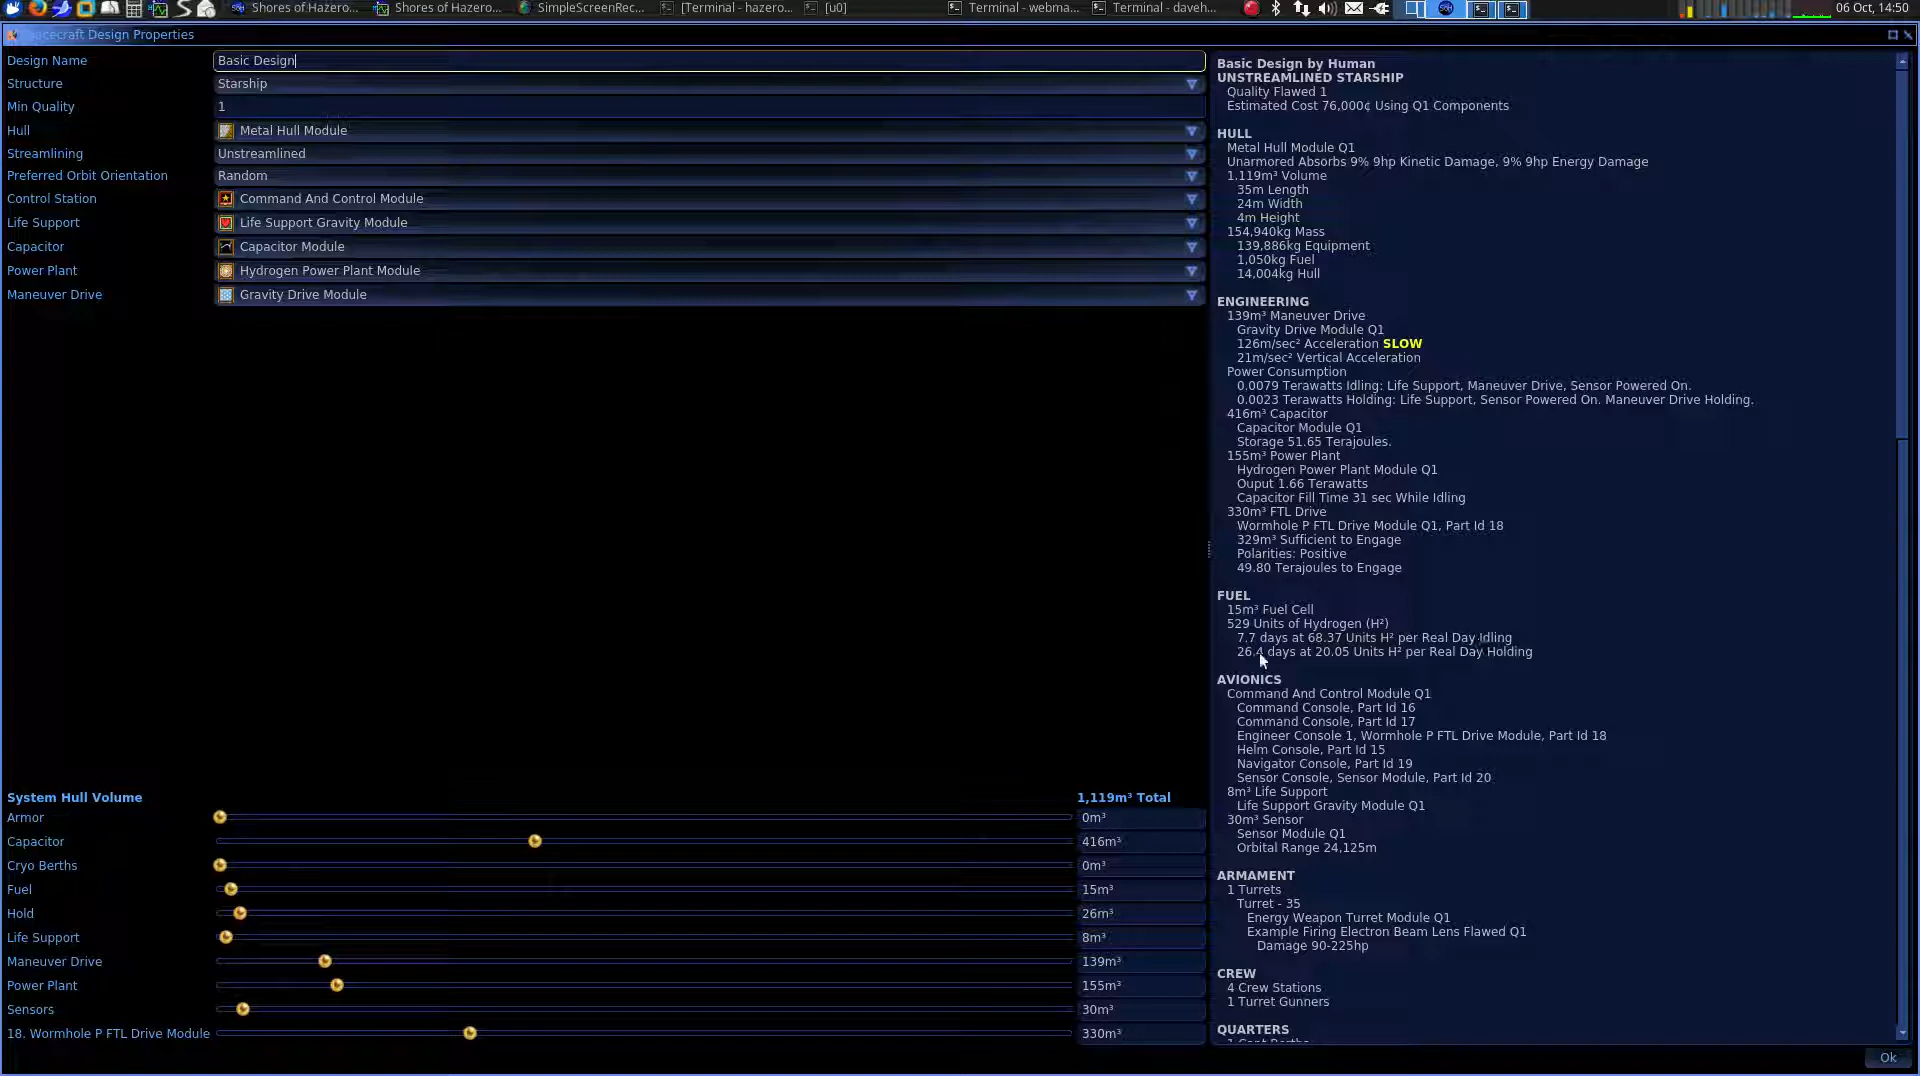 Shores of Hazero...
Shores of Hazero...
SimpleScreenRec...
[Terminal - hazero...
[u0]
Terminal - webma...
Terminal - daveh...
06 Oct, 14:50
Spacecraft Design Properties
Design Name
Basic Design
Structure
Starship
Min Quality
1
Hull
Metal Hull Module
Streamlining
Unstreamlined
Preferred Orbit Orientation
Random
Control Station
Command And Control Module
Life Support
Life Support Gravity Module
Capacitor
Capacitor Module
Power Plant
Hydrogen Power Plant Module
Maneuver Drive
Gravity Drive Module
System Hull Volume
1,119m³ Total
Armor
0m³
Capacitor
416m³
Cryo Berths
0m³
Fuel
15m³
Hold
26m³
Life Support
8m³
Maneuver Drive
139m³
Power Plant
155m³
Sensors
30m³
18. Wormhole P FTL Drive Module
330m³
Basic Design by Human
UNSTREAMLINED STARSHIP
Quality Flawed 1
Estimated Cost 76,000¢ Using Q1 Components
HULL
Metal Hull Module Q1
Unarmored Absorbs 9% 9hp Kinetic Damage, 9% 9hp Energy Damage
1,119m³ Volume
35m Length
24m Width
4m Height
154,940kg Mass
139,886kg Equipment
1,050kg Fuel
14,004kg Hull
ENGINEERING
139m³ Maneuver Drive
Gravity Drive Module Q1
126m/sec² Acceleration SLOW
21m/sec² Vertical Acceleration
Power Consumption
0.0079 Terawatts Idling: Life Support, Maneuver Drive, Sensor Powered On.
0.0023 Terawatts Holding: Life Support, Sensor Powered On. Maneuver Drive Holding.
416m³ Capacitor
Capacitor Module Q1
Storage 51.65 Terajoules.
155m³ Power Plant
Hydrogen Power Plant Module Q1
Ouput 1.66 Terawatts
Capacitor Fill Time 31 sec While Idling
330m³ FTL Drive
Wormhole P FTL Drive Module Q1, Part Id 18
329m³ Sufficient to Engage
Polarities: Positive
49.80 Terajoules to Engage
FUEL
15m³ Fuel Cell
529 Units of Hydrogen (H²)
7.7 days at 68.37 Units H² per Real Day Idling
26.4 days at 20.05 Units H² per Real Day Holding
AVIONICS
Command And Control Module Q1
Command Console, Part Id 16
Command Console, Part Id 17
Engineer Console 1, Wormhole P FTL Drive Module, Part Id 18
Helm Console, Part Id 15
Navigator Console, Part Id 19
Sensor Console, Sensor Module, Part Id 20
8m³ Life Support
Life Support Gravity Module Q1
30m³ Sensor
Sensor Module Q1
Orbital Range 24,125m
ARMAMENT
1 Turrets
Turret - 35
Energy Weapon Turret Module Q1
Example Firing Electron Beam Lens Flawed Q1
Damage 90-225hp
CREW
4 Crew Stations
1 Turret Gunners
QUARTERS
Ok